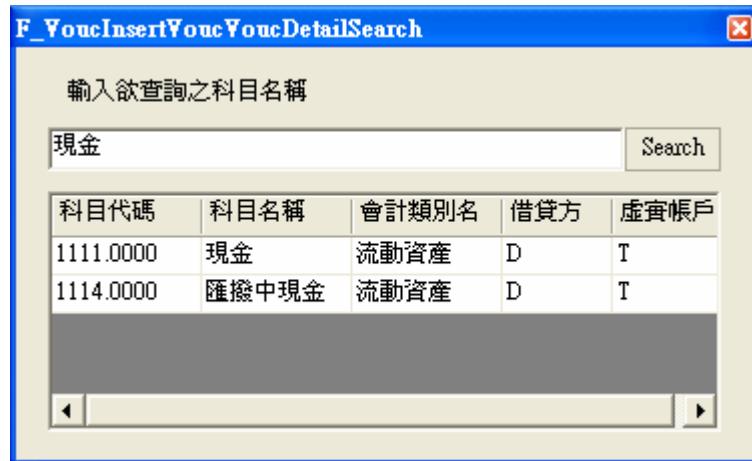 F_VoucInsertVoucVoucDetailSearch
輸入欲查詢之科目名稱
現金 Search
科目代碼 科目名稱 會計類別名 借貸方 虛實帳戶
1111.0000 現金 流動資產 D T
1114.0000 匯撥中現金 流動資產 D T